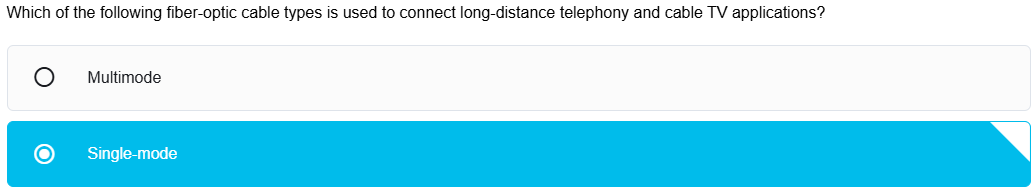 Which of the following fiber-optic cable types is used to connect long-distance telephony and cable TV applications?
Multimode
Single-mode